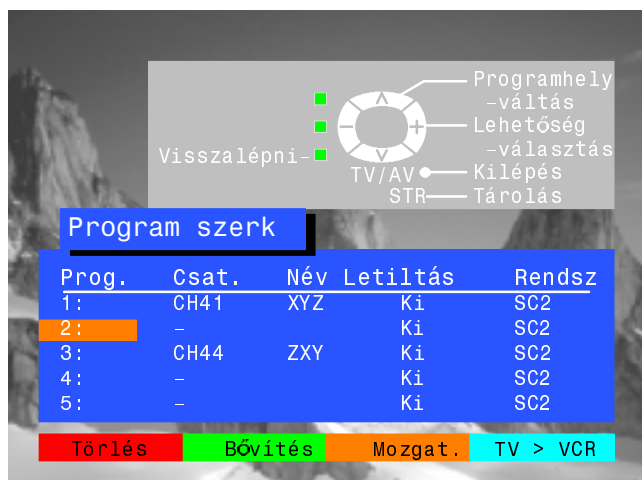 Programhely
-váltás
Lehetőség
-választás
Visszalépni-
TV/AV Kilépés
STR Tárolás
Program szerk
Prog. Csat. Név Letiltás Rendsz
1: CH41 XYZ Ki SC2
2: - Ki SC2
3: CH44 ZXY Ki SC2
4: - Ki SC2
5: - Ki SC2
Törlés Bővítés Mozgat. TV > VCR